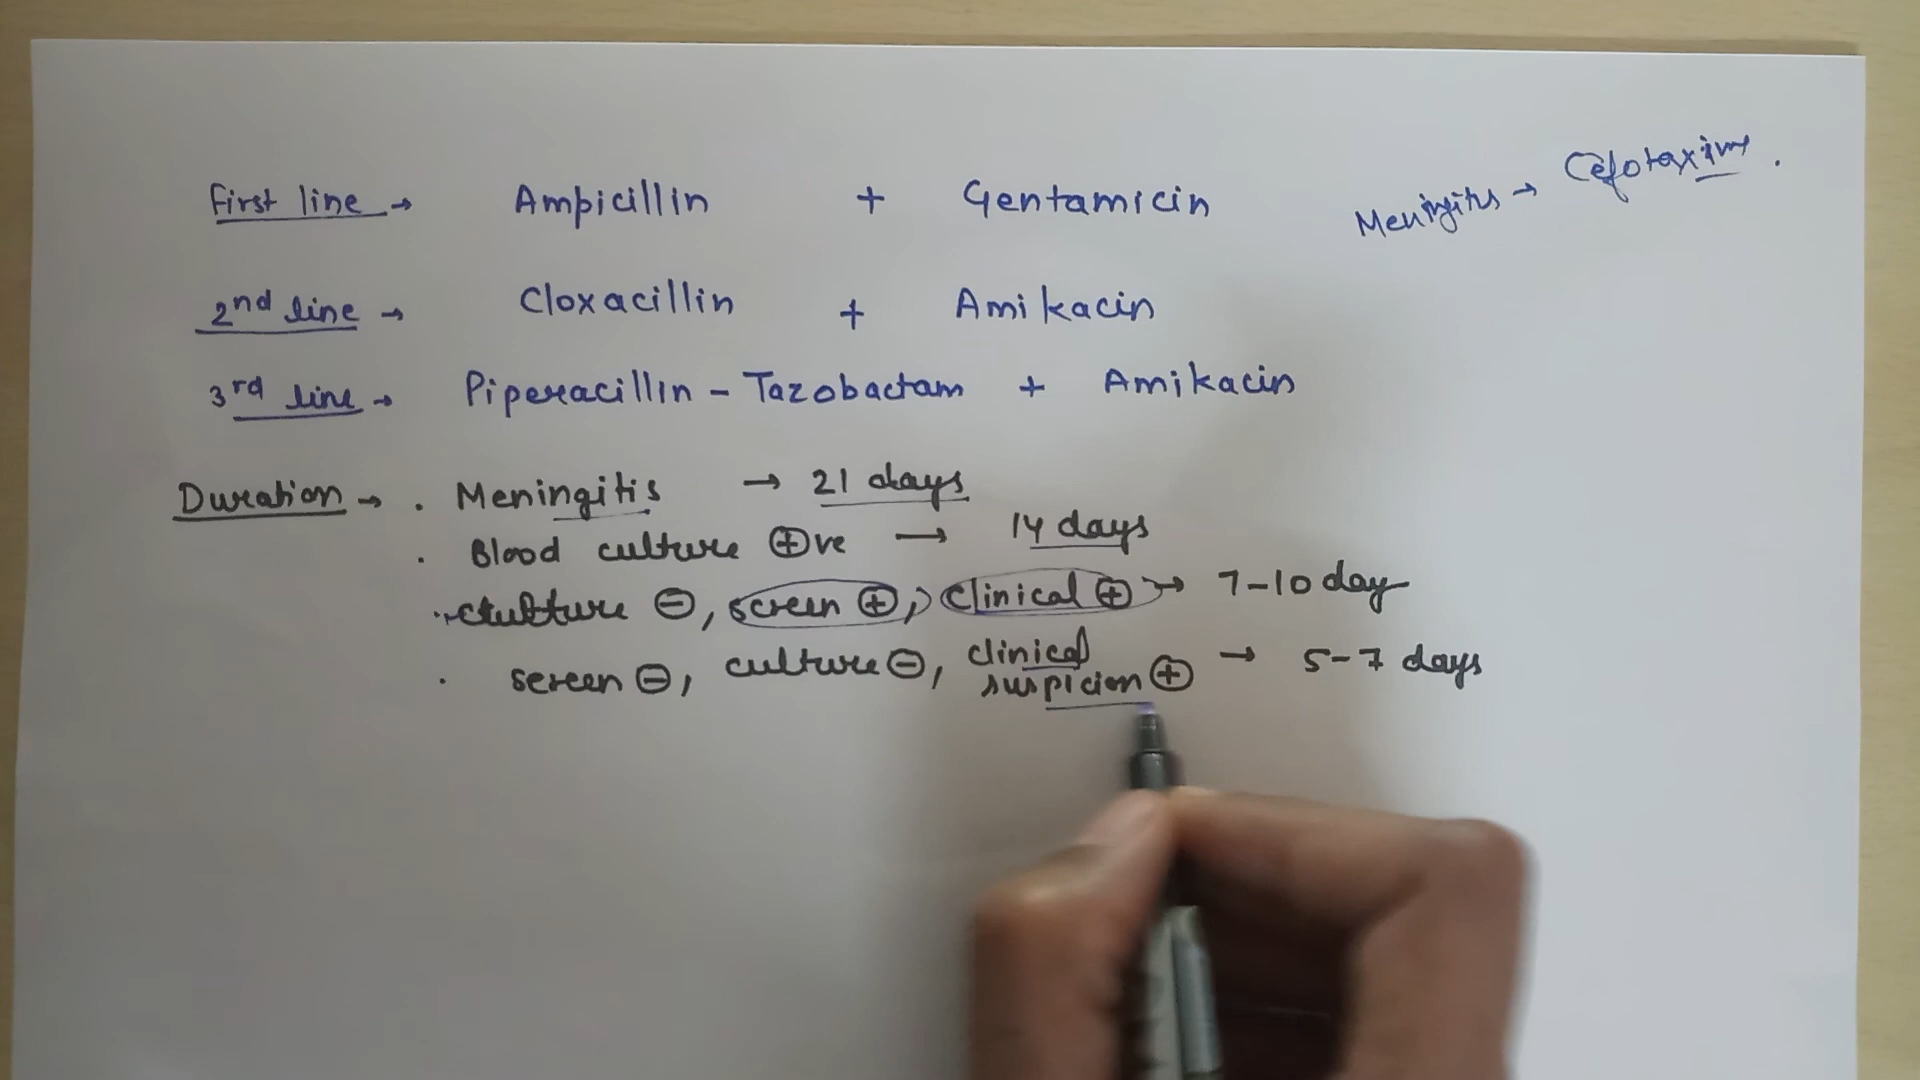 First line → Ampicillin + Gentamicin
Meningitis → Cefotaxime.
2nd line → Cloxacillin + Amikacin
3rd line → Piperacillin - Tazobactam + Amikacin
Duration → . Meningitis → 21 days
. Blood culture ⊕ve → 14 days
. culture ⊖, screen ⊕, clinical ⊕ → 7-10 day
. screen ⊖, culture ⊖, clinical suspicion ⊕ → 5-7 days